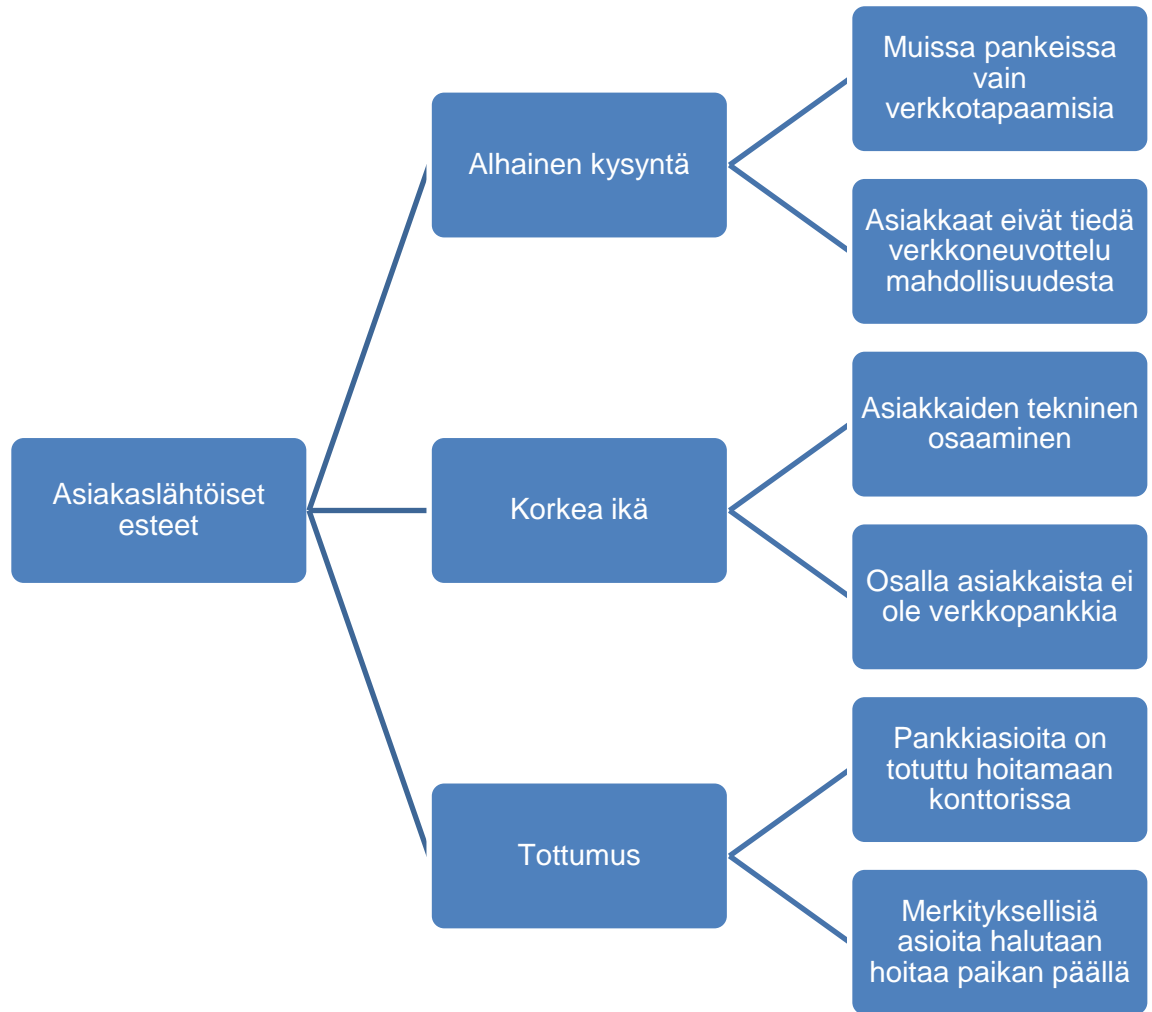 Asiakaslähtöiset
esteet
Alhainen kysyntä
Muissa pankeissa
vain
verkkotapaamisia
Asiakkaat eivät tiedä
verkkoneuvottelu
mahdollisuudesta
Korkea ikä
Asiakkaiden tekninen
osaaminen
Osalla asiakkaista ei
ole verkkopankkia
Tottumus
Pankkiasioita on
totuttu hoitamaan
konttorissa
Merkityksellisiä
asioita halutaan
hoitaa paikan päällä